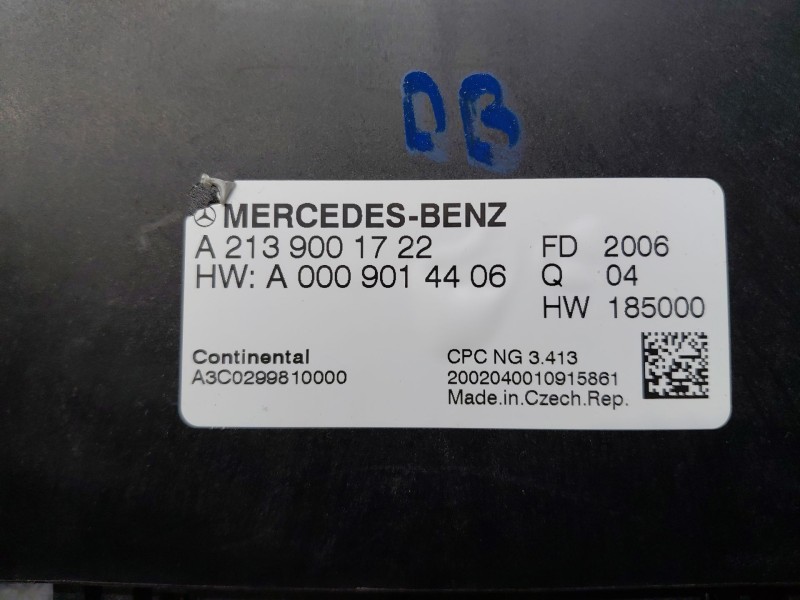 DB
MERCEDES-BENZ
A 213 900 17 22
HW: A 000 901 44 06
FD 2006
Q 04
HW 185000
Continental
A3C0299810000
CPC NG 3.413
2002040010915861
Made.in.Czech.Rep.